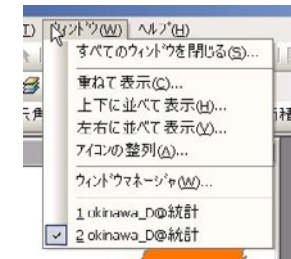 ｳｨﾝﾄﾞｳ(W) ﾍﾙﾌﾟ(H)
すべてのｳｨﾝﾄﾞｳを閉じる(S)...
重ねて表示(C)...
上下に並べて表示(H)...
左右に並べて表示(V)...
ｱｲｺﾝの整列(A)...
ｳｨﾝﾄﾞｳﾏﾈｰｼﾞｬ(W)...
1 okinawa_D@統計
2 okinawa_D@統計